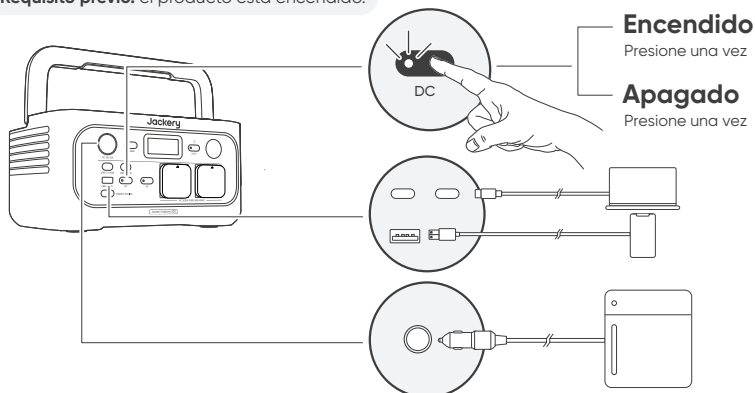 Requisito previo: el producto está encendido.
Encendido
Presione una vez
Apagado
Presione una vez
DC
Jackery